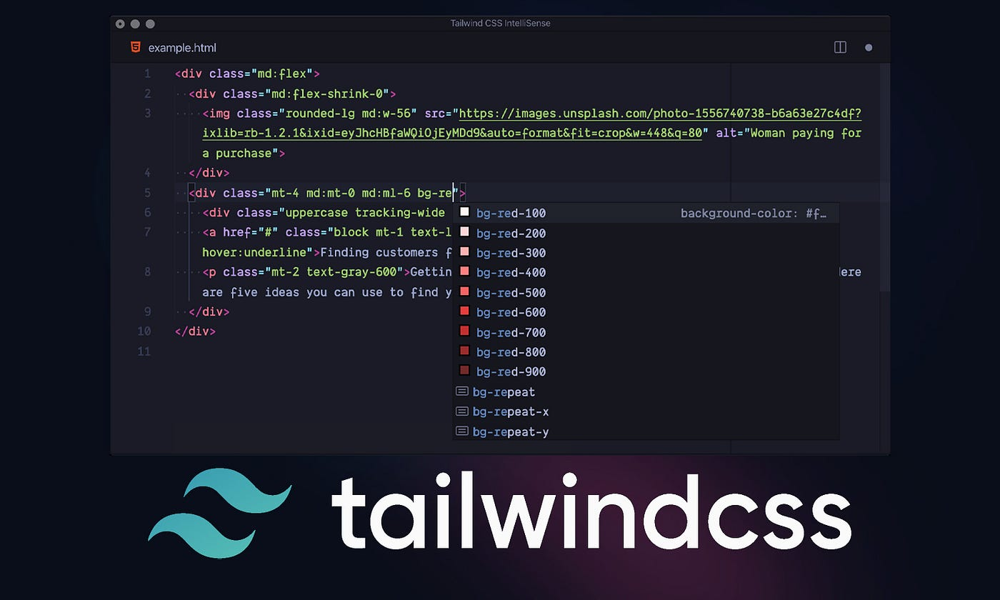 Tailwind CSS IntelliSense
example.html
1 <div class="md:flex">
2 <div class="md:flex-shrink-0">
3 <img class="rounded-lg md:w-56" src="https://images.unsplash.com/photo-1556740738-b6a63e27c4df?
ixlib=rb-1.2.1&ixid=eyJhcHBfaWQiOjEyMDd9&auto=format&fit=crop&w=448&q=80" alt="Woman paying for
a purchase">
4 </div>
5 <div class="mt-4 md:mt-0 md:ml-6 bg-re">
6 <div class="uppercase tracking-wide
bg-red-100 background-color: #f…
bg-red-200
bg-red-300
bg-red-400
bg-red-500
bg-red-600
bg-red-700
bg-red-800
bg-red-900
bg-repeat
bg-repeat-x
bg-repeat-y
7 <a href="#" class="block mt-1 text-l
hover:underline">Finding customers f
8 <p class="mt-2 text-gray-600">Gettin
are five ideas you can use to find y
9 </div>
10 </div>
11
tailwindcss